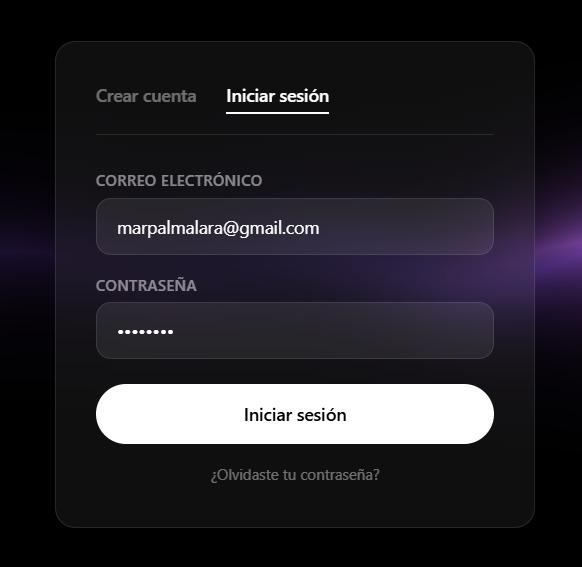 Crear cuenta Iniciar sesión
CORREO ELECTRÓNICO
marpalmalara@gmail.com
CONTRASEÑA
••••••••
Iniciar sesión
¿Olvidaste tu contraseña?